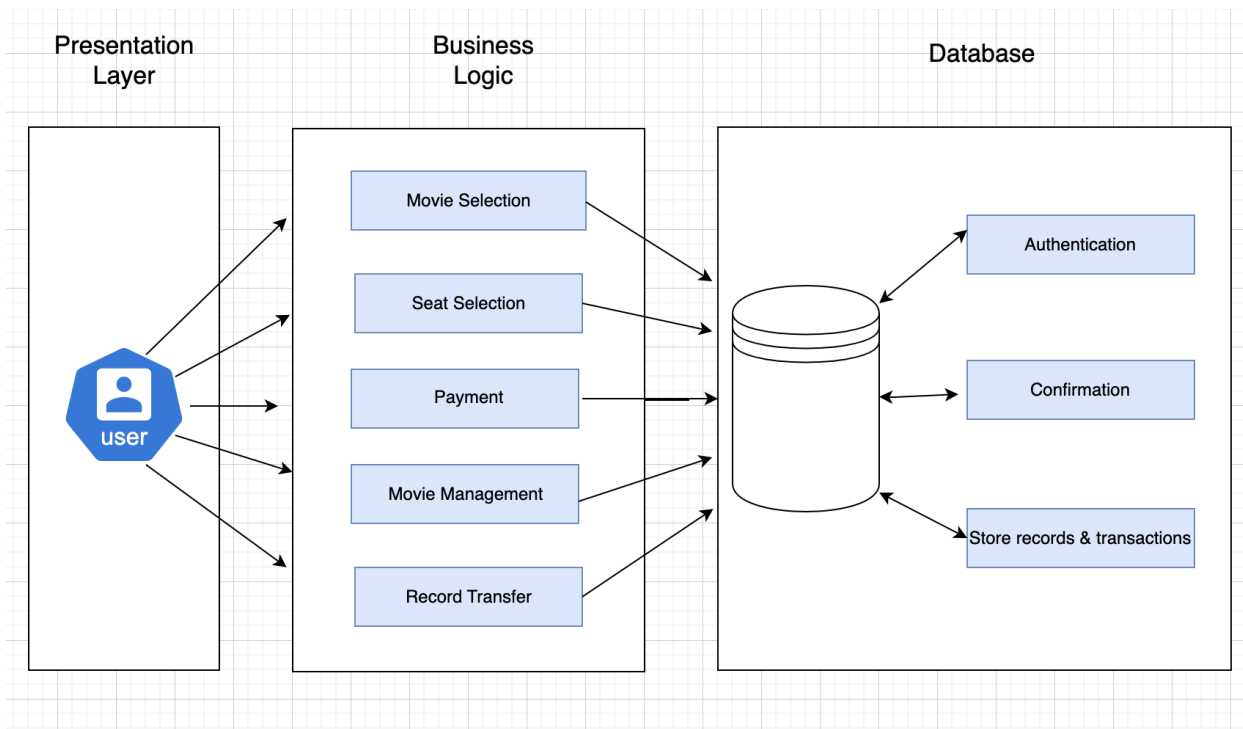 Presentation
Layer
Business
Logic
Database
user
Movie Selection
Seat Selection
Payment
Movie Management
Record Transfer
Authentication
Confirmation
Store records & transactions